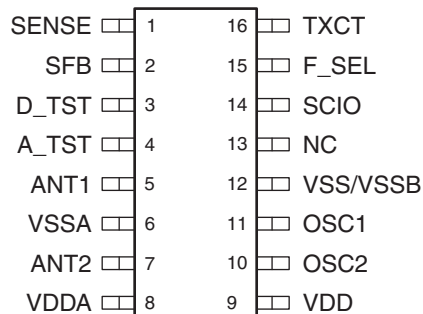 SENSE 1 16 TXCT
SFB 2 15 F_SEL
D_TST 3 14 SCIO
A_TST 4 13 NC
ANT1 5 12 VSS/VSSB
VSSA 6 11 OSC1
ANT2 7 10 OSC2
VDDA 8 9 VDD